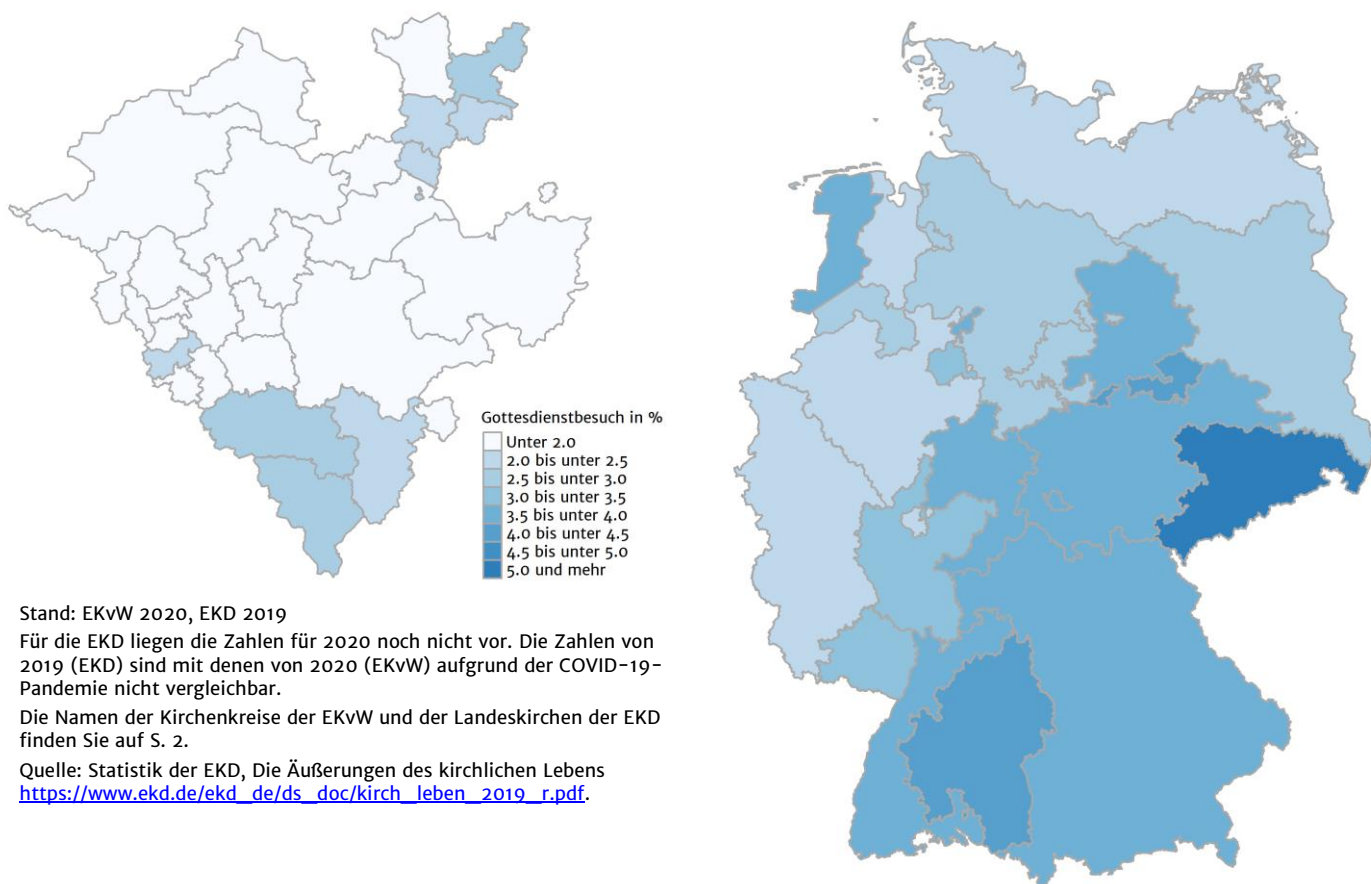 Gottesdienstbesuch in %
Unter 2.0
2.0 bis unter 2.5
2.5 bis unter 3.0
3.0 bis unter 3.5
3.5 bis unter 4.0
4.0 bis unter 4.5
4.5 bis unter 5.0
5.0 und mehr
Stand: EKvW 2020, EKD 2019
Für die EKD liegen die Zahlen für 2020 noch nicht vor. Die Zahlen von
2019 (EKD) sind mit denen von 2020 (EKvW) aufgrund der COVID-19-
Pandemie nicht vergleichbar.
Die Namen der Kirchenkreise der EKvW und der Landeskirchen der EKD
finden Sie auf S. 2.
Quelle: Statistik der EKD, Die Äußerungen des kirchlichen Lebens
https://www.ekd.de/ekd_de/ds_doc/kirch_leben_2019_r.pdf.